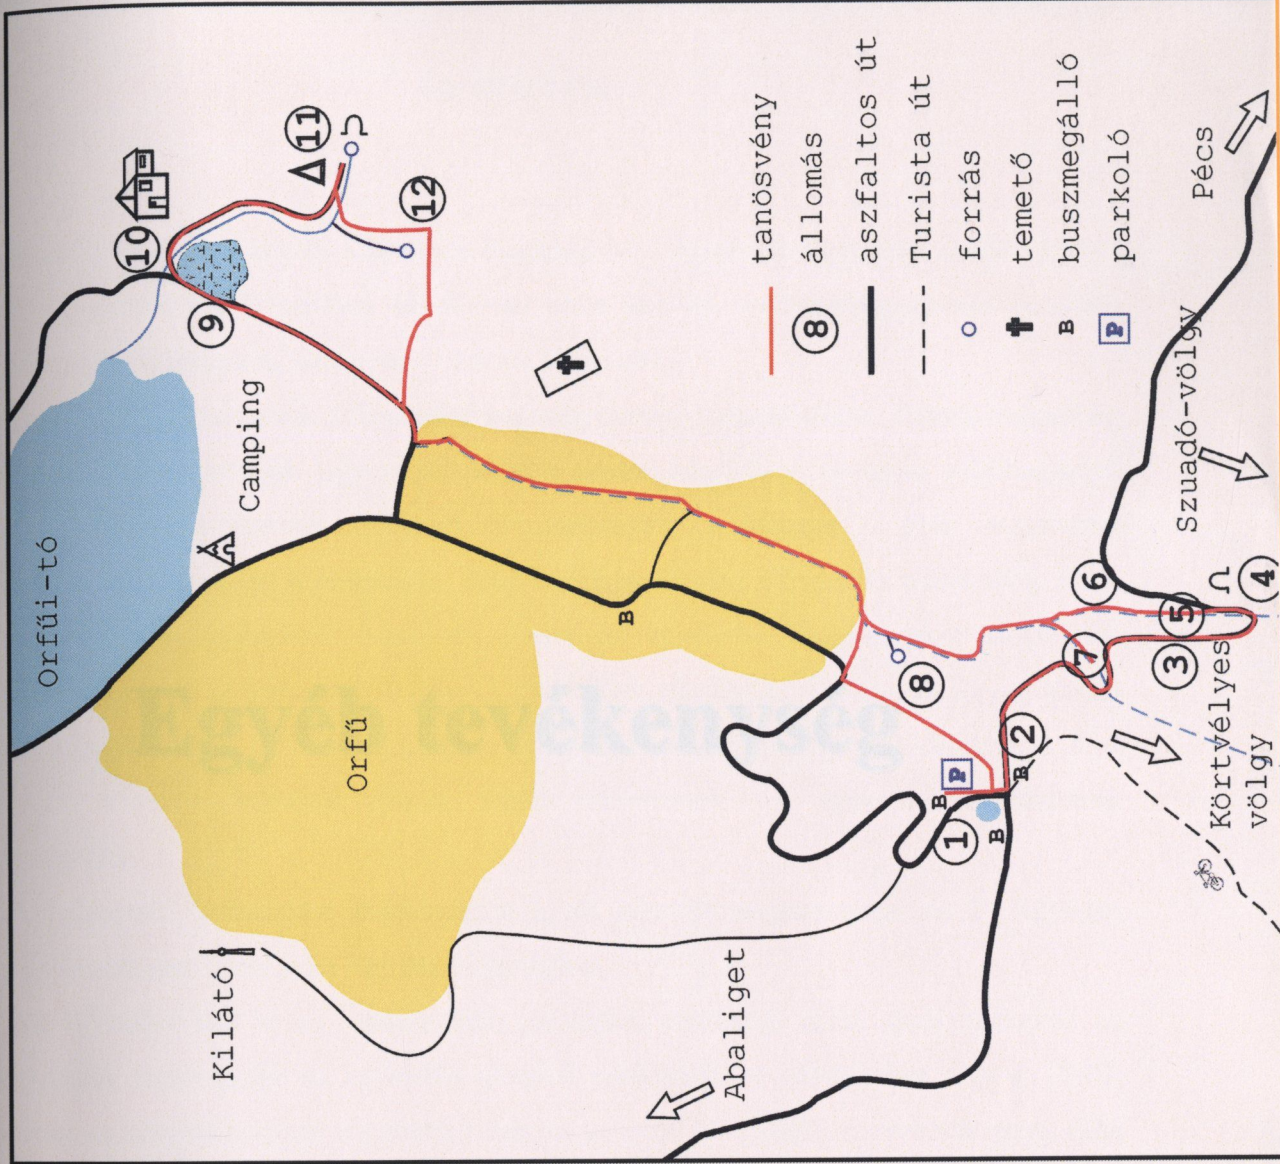 Orfűi-tó
Camping
Orfű
Kilátó
Abaliget
Pécs
Szuadó-völgy
Körtvélyes
völgy
1
2
3
4
5
6
7
8
9
10
11
12
B
B
B
B
P
tanösvény
8 állomás
aszfaltos út
Turista út
forrás
temető
B buszmegálló
P parkoló
Egyéb tevékenység